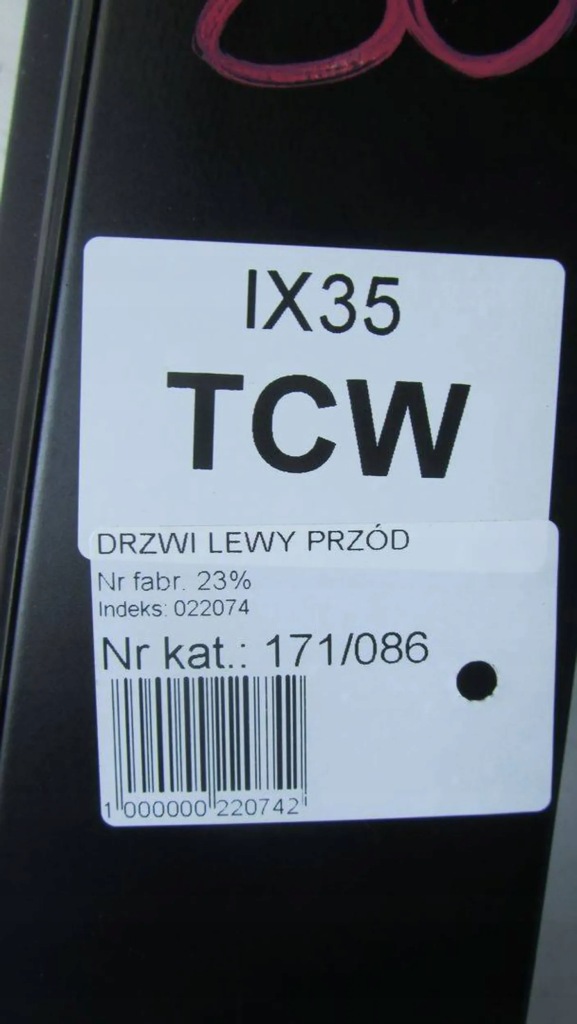 IX35
TCW
DRZWI LEWY PRZÓD
Nr fabr. 23%
Indeks: 022074
Nr kat.: 171/086
1 000000 220742